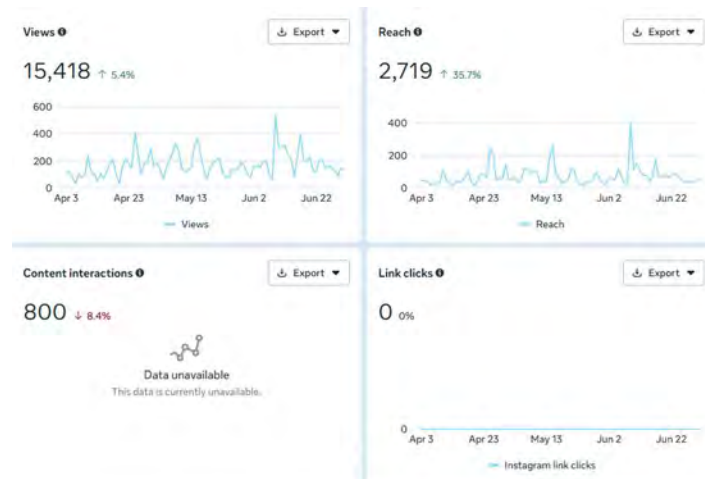 Views
Export
15,418 ↑ 5.4%
600
400
200
0
Apr 3 Apr 23 May 13 Jun 2 Jun 22
Views
Reach
Export
2,719 ↑ 35.7%
400
200
0
Apr 3 Apr 23 May 13 Jun 2 Jun 22
Reach
Content interactions
Export
800 ↓ 8.4%
Data unavailable
This data is currently unavailable.
Link clicks
Export
0 0%
0
Apr 3 Apr 23 May 13 Jun 2 Jun 22
Instagram link clicks